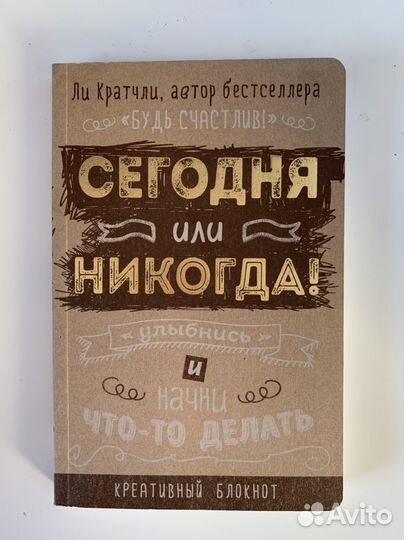 Ли Кратчли, автор бестселлера
«БУДЬ СЧАСТЛИВ!»
СЕГОДНЯ
или
НИКОГДА!
улыбнись
и
начни
ЧТО-ТО ДЕЛАТЬ
КРЕАТИВНЫЙ БЛОКНОТ
Avito